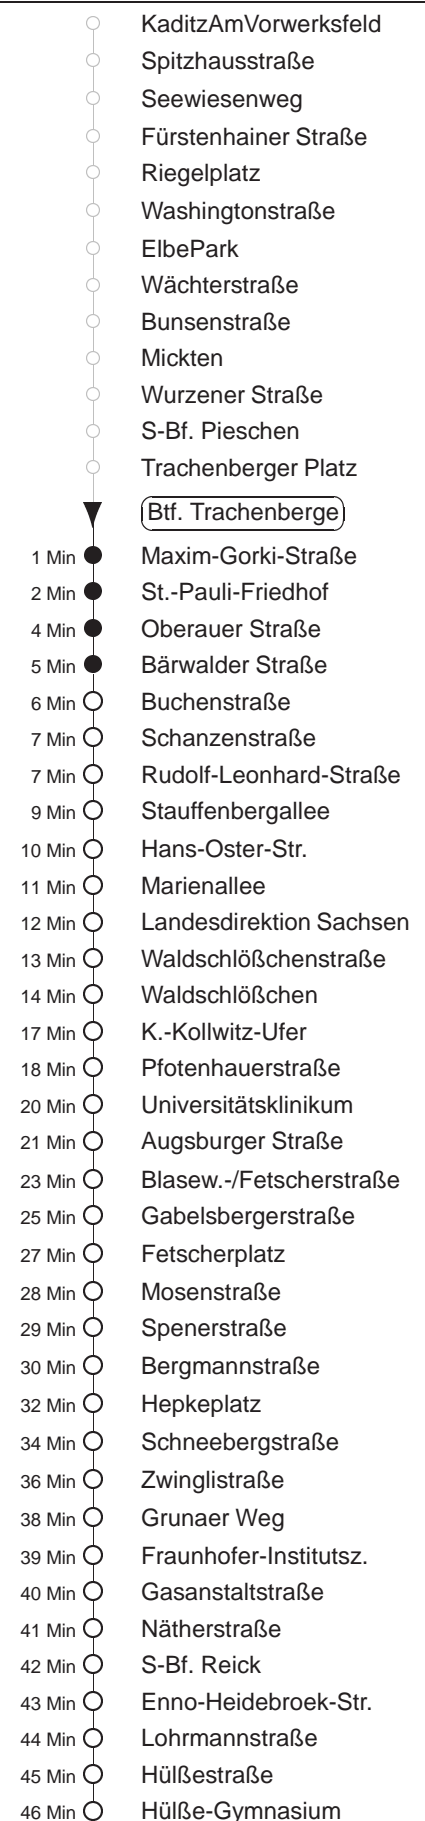 KaditzAmVorwerksfeld
Spitzhausstraße
Seewiesenweg
Fürstenhainer Straße
Riegelplatz
Washingtonstraße
ElbePark
Wächterstraße
Bunsenstraße
Mickten
Wurzener Straße
S-Bf. Pieschen
Trachenberger Platz
Btf. Trachenberge
1 Min Maxim-Gorki-Straße
2 Min St.-Pauli-Friedhof
4 Min Oberauer Straße
5 Min Bärwalder Straße
6 Min Buchenstraße
7 Min Schanzenstraße
7 Min Rudolf-Leonhard-Straße
9 Min Stauffenbergallee
10 Min Hans-Oster-Str.
11 Min Marienallee
12 Min Landesdirektion Sachsen
13 Min Waldschlößchenstraße
14 Min Waldschlößchen
17 Min K.-Kollwitz-Ufer
18 Min Pfotenhauerstraße
20 Min Universitätsklinikum
21 Min Augsburger Straße
23 Min Blasew.-/Fetscherstraße
25 Min Gabelsbergerstraße
27 Min Fetscherplatz
28 Min Mosenstraße
29 Min Spenerstraße
30 Min Bergmannstraße
32 Min Hepkeplatz
34 Min Schneebergstraße
36 Min Zwinglistraße
38 Min Grunaer Weg
39 Min Fraunhofer-Institutsz.
40 Min Gasanstaltstraße
41 Min Nätherstraße
42 Min S-Bf. Reick
43 Min Enno-Heidebroek-Str.
44 Min Lohrmannstraße
45 Min Hülßestraße
46 Min Hülße-Gymnasium